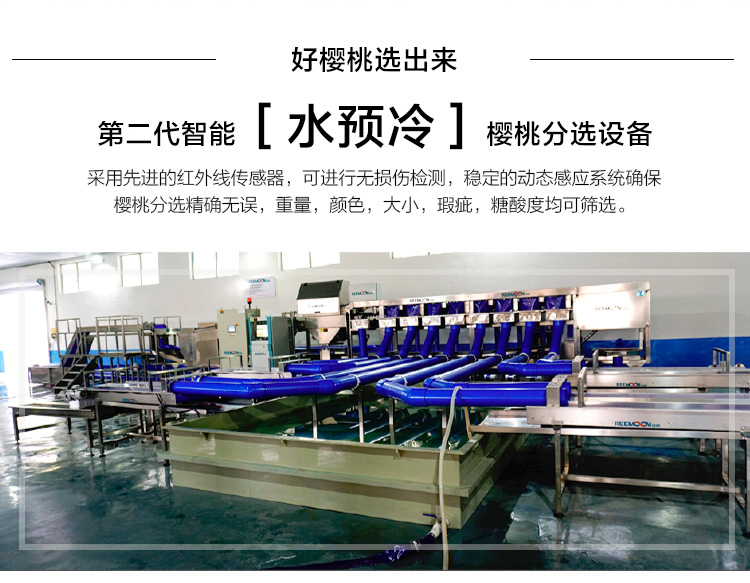 好樱桃选出来
第二代智能［水预冷］樱桃分选设备
采用先进的红外线传感器，可进行无损伤检测，稳定的动态感应系统确保
樱桃分选精确无误，重量，颜色，大小，瑕疵，糖酸度均可筛选。
REEMOON
REEMOON
REEMOON
REEMOON
REEMOON
REEMOON
REEMOON